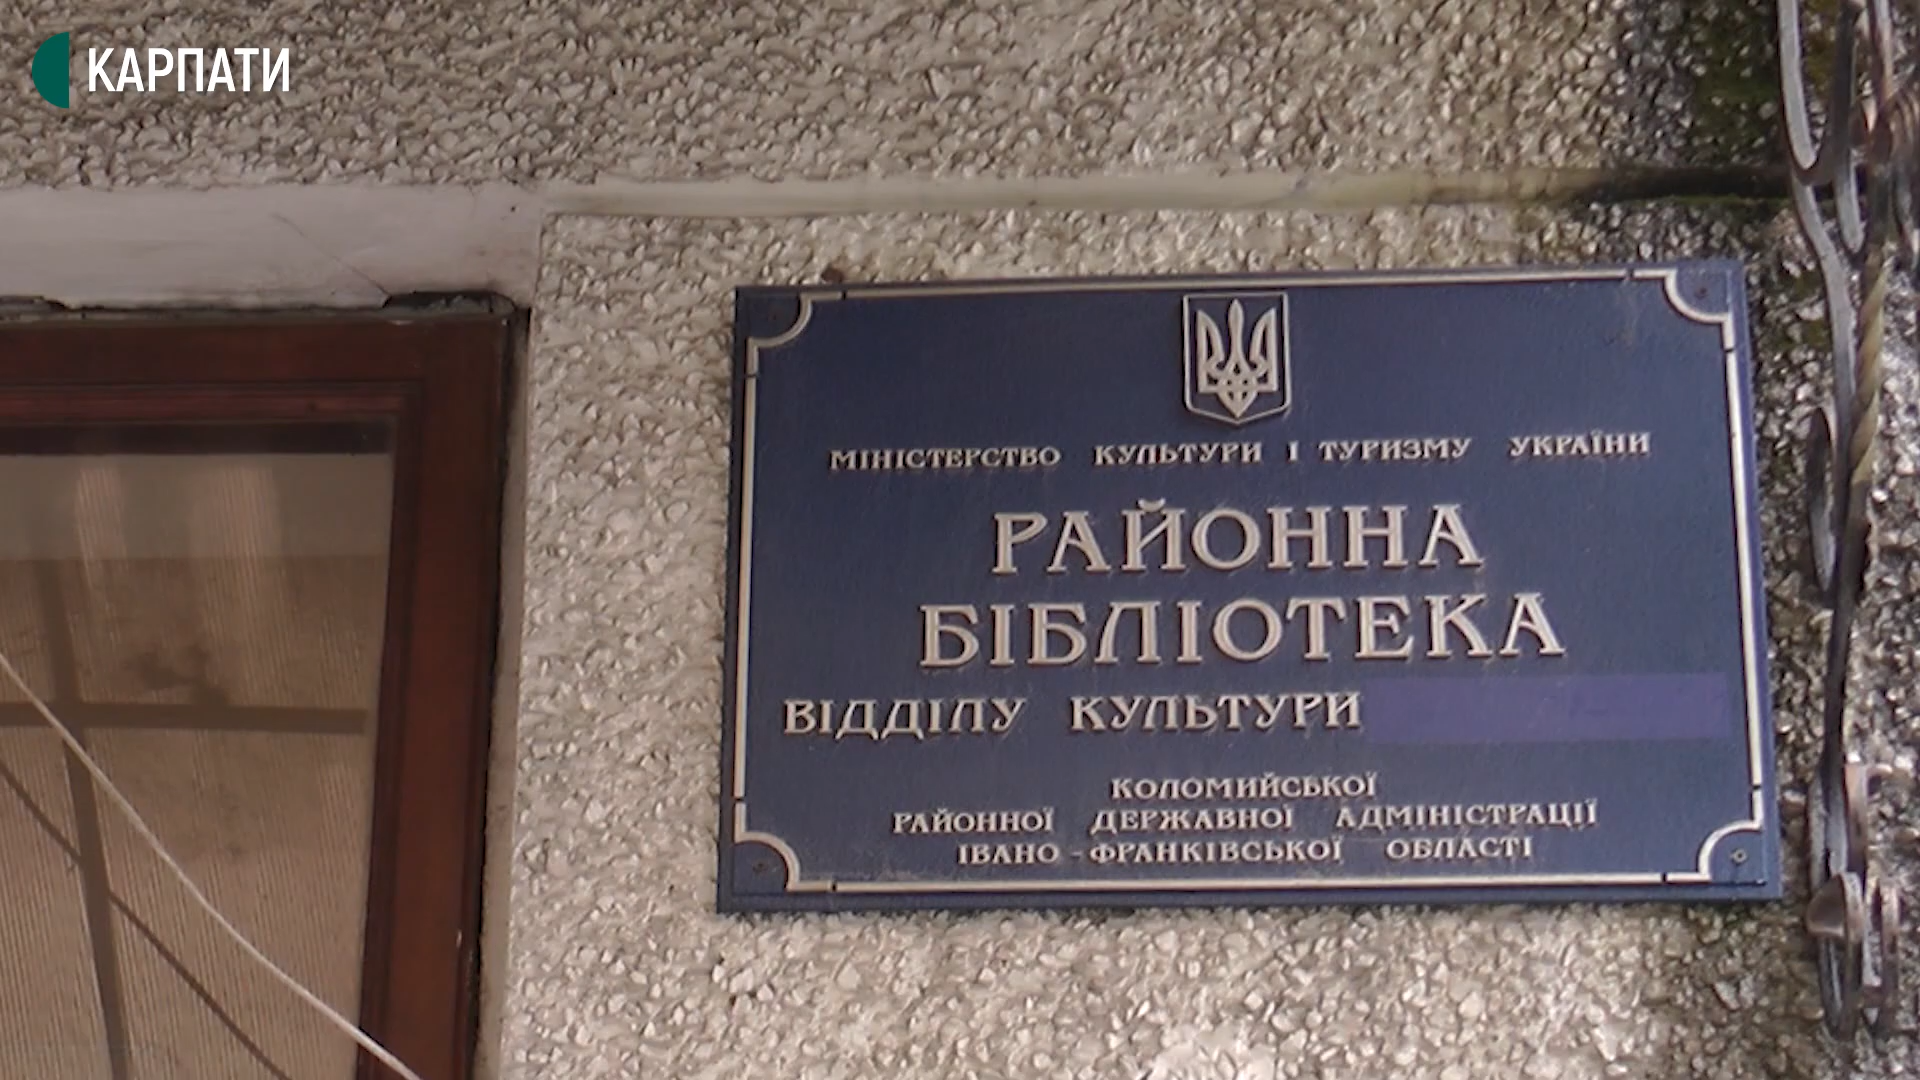 КАРПАТИ
МІНІСТЕРСТВО КУЛЬТУРИ І ТУРИЗМУ УКРАЇНИ
РАЙОННА
БІБЛІОТЕКА
ВІДДІЛУ КУЛЬТУРИ
КОЛОМИЙСЬКОЇ
РАЙОННОЇ ДЕРЖАВНОЇ АДМІНІСТРАЦІЇ
ІВАНО-ФРАНКІВСЬКОЇ ОБЛАСТІ